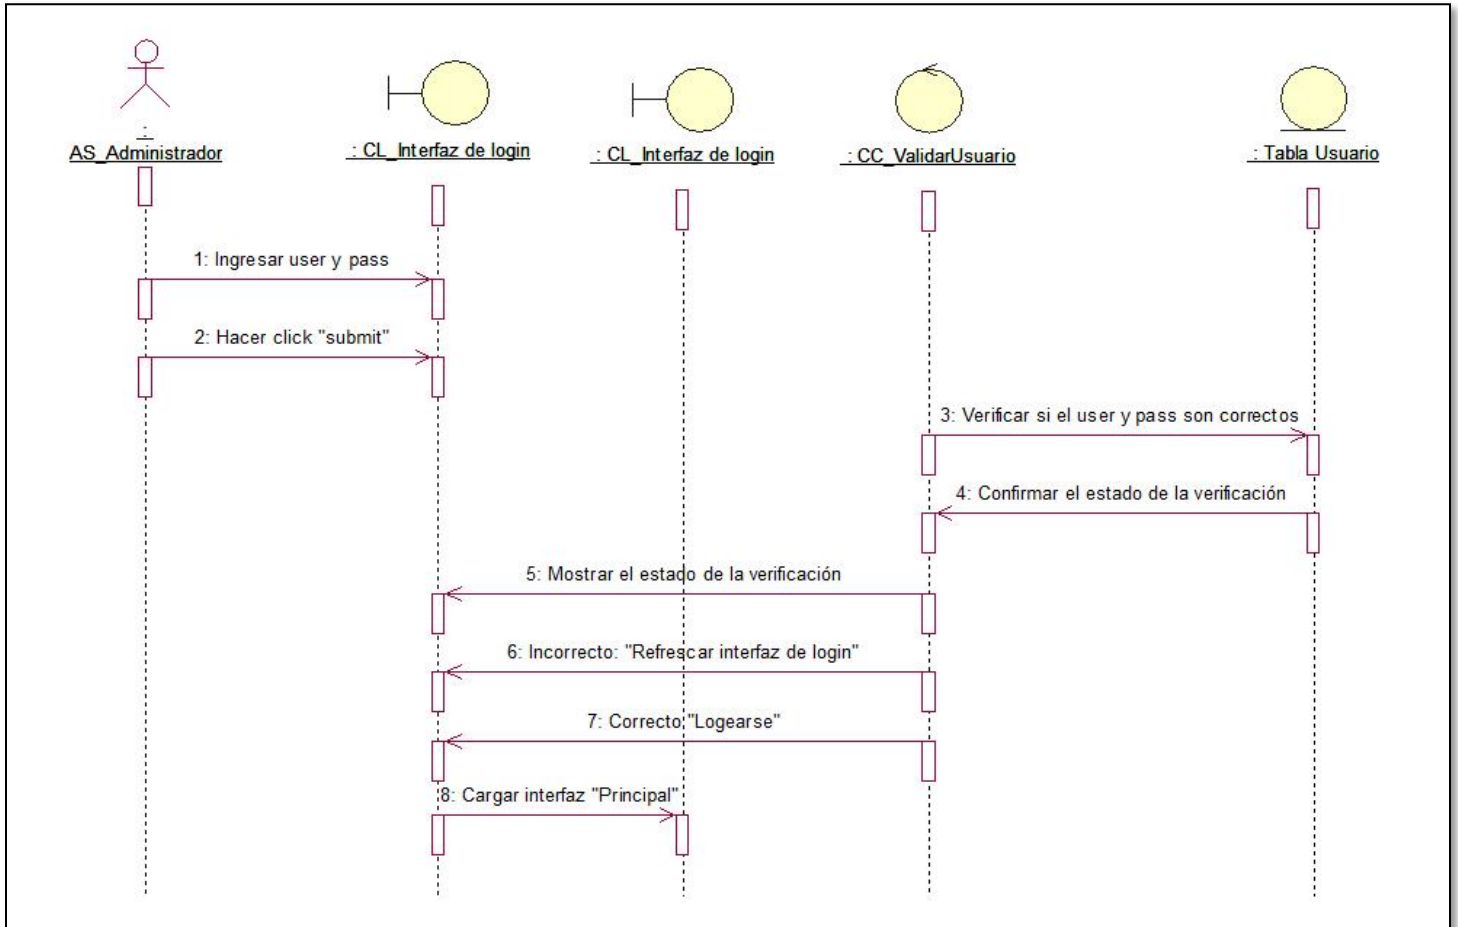 :
AS_Administrador
: CL_Interfaz de login
: CL_Interfaz de login
: CC_ValidarUsuario
: Tabla Usuario
1: Ingresar user y pass
2: Hacer click "submit"
3: Verificar si el user y pass son correctos
4: Confirmar el estado de la verificación
5: Mostrar el estado de la verificación
6: Incorrecto: "Refrescar interfaz de login"
7: Correcto:"Logearse"
8: Cargar interfaz "Principal"